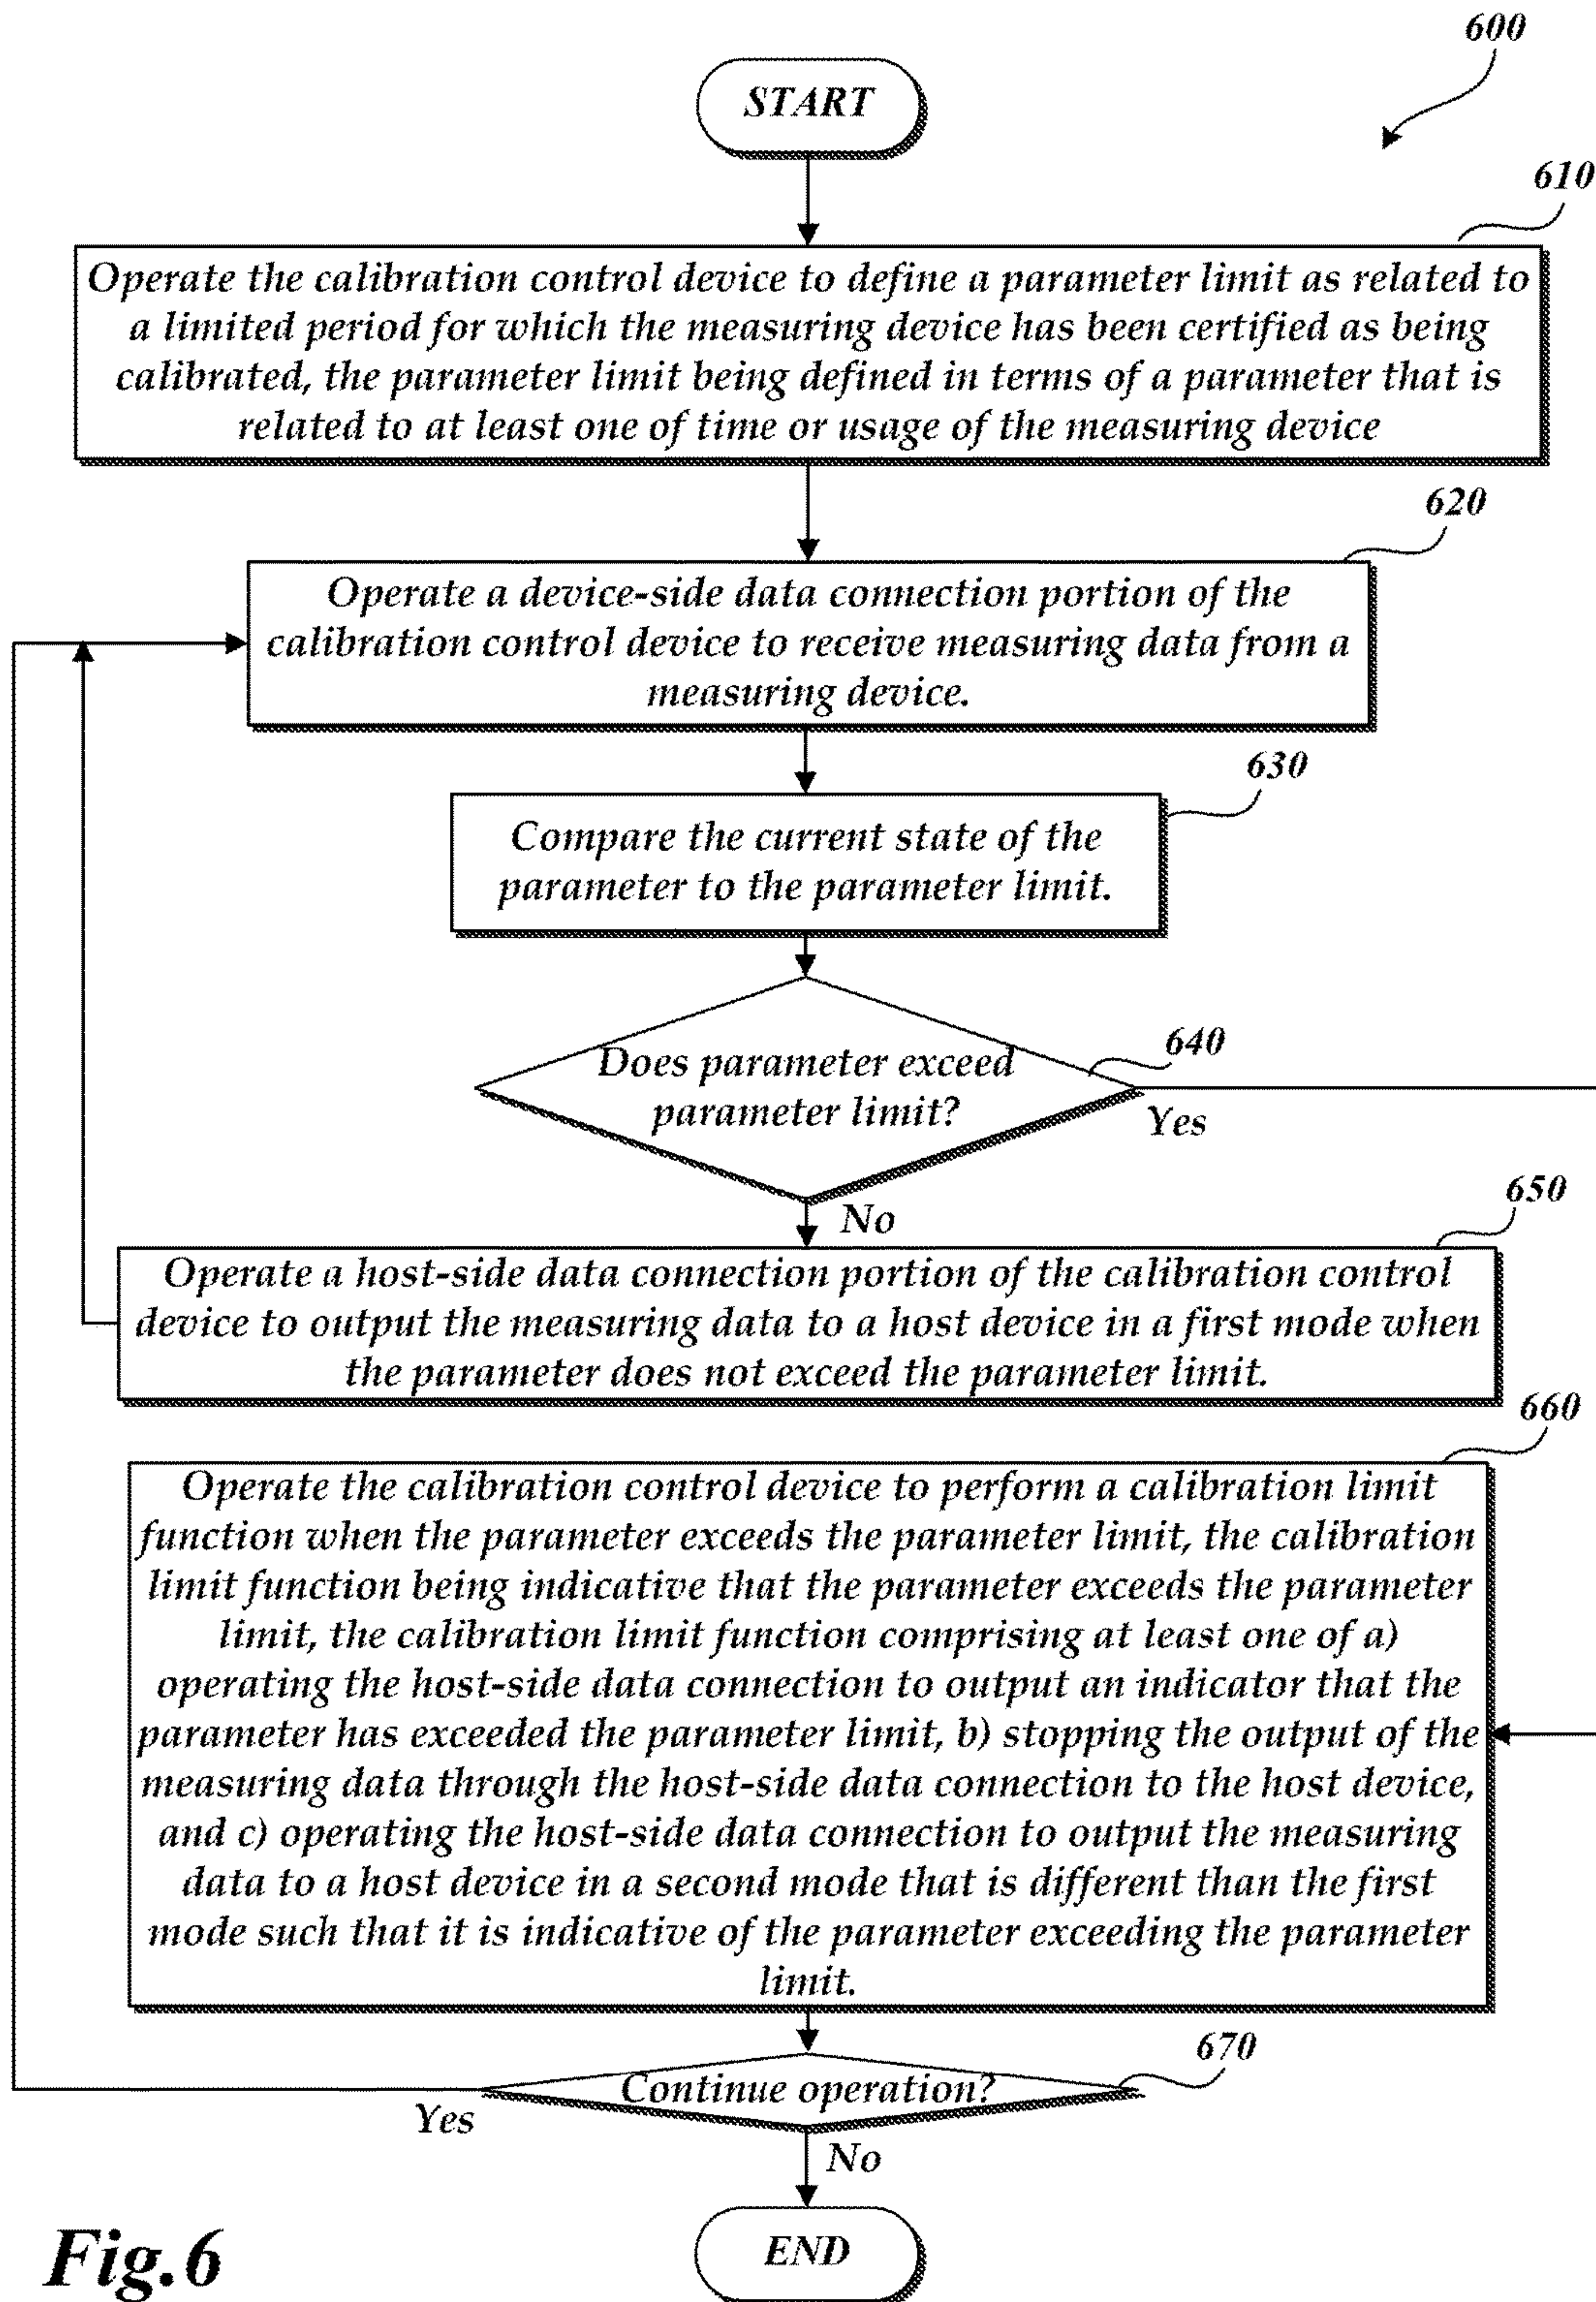 600
START
610
Operate the calibration control device to define a parameter limit as related to
a limited period for which the measuring device has been certified as being
calibrated, the parameter limit being defined in terms of a parameter that is
related to at least one of time or usage of the measuring device
620
Operate a device-side data connection portion of the
calibration control device to receive measuring data from a
measuring device.
630
Compare the current state of the
parameter to the parameter limit.
640
Does parameter exceed
parameter limit?
Yes
No
650
Operate a host-side data connection portion of the calibration control
device to output the measuring data to a host device in a first mode when
the parameter does not exceed the parameter limit.
660
Operate the calibration control device to perform a calibration limit
function when the parameter exceeds the parameter limit, the calibration
limit function being indicative that the parameter exceeds the parameter
limit, the calibration limit function comprising at least one of a)
operating the host-side data connection to output an indicator that the
parameter has exceeded the parameter limit, b) stopping the output of the
measuring data through the host-side data connection to the host device,
and c) operating the host-side data connection to output the measuring
data to a host device in a second mode that is different than the first
mode such that it is indicative of the parameter exceeding the parameter
limit.
670
Continue operation?
Yes
No
END
Fig.6